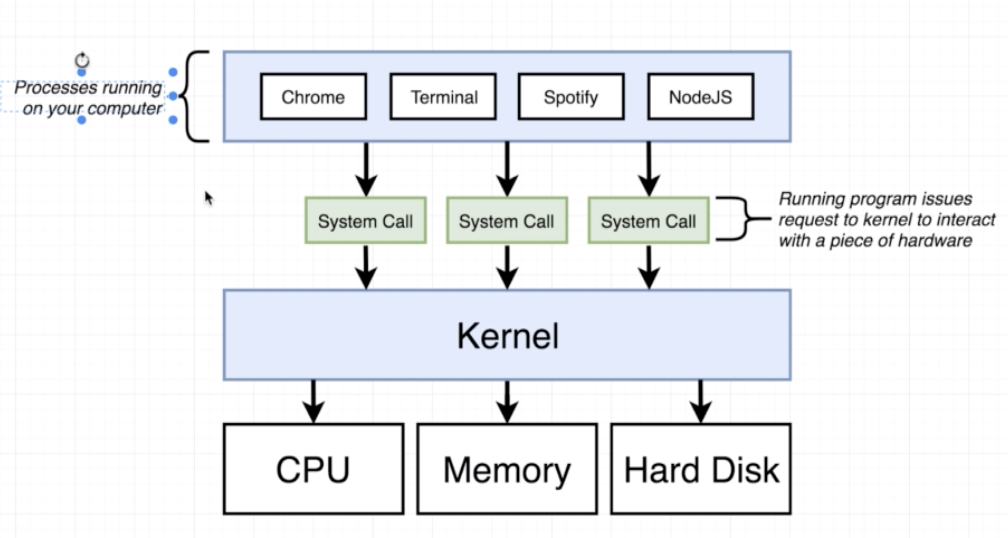 Processes running
on your computer
Chrome
Terminal
Spotify
NodeJS
System Call
System Call
System Call
Running program issues
request to kernel to interact
with a piece of hardware
Kernel
CPU
Memory
Hard Disk